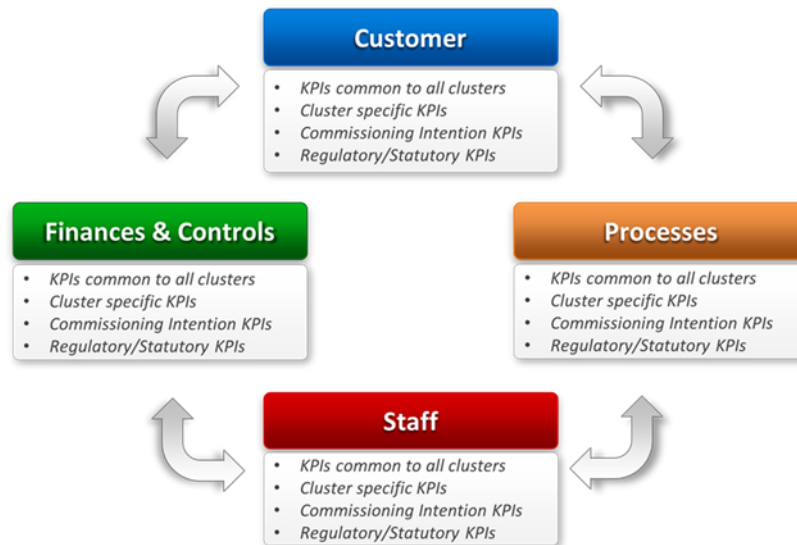 Customer
• KPIs common to all clusters
• Cluster specific KPIs
• Commissioning Intention KPIs
• Regulatory/Statutory KPIs
Finances & Controls
• KPIs common to all clusters
• Cluster specific KPIs
• Commissioning Intention KPIs
• Regulatory/Statutory KPIs
Processes
• KPIs common to all clusters
• Cluster specific KPIs
• Commissioning Intention KPIs
• Regulatory/Statutory KPIs
Staff
• KPIs common to all clusters
• Cluster specific KPIs
• Commissioning Intention KPIs
• Regulatory/Statutory KPIs